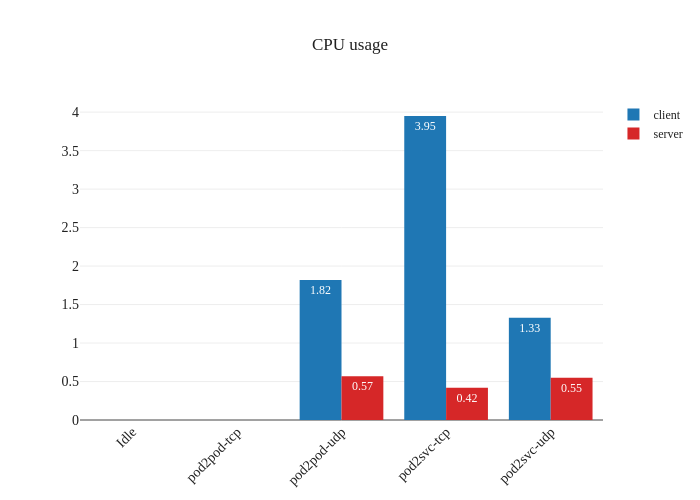 CPU usage
client
server
4
3.5
3
2.5
2
1.5
1
0.5
0
3.95
1.82
1.33
0.57
0.42
0.55
Idle
pod2pod-tcp
pod2pod-udp
pod2svc-tcp
pod2svc-udp